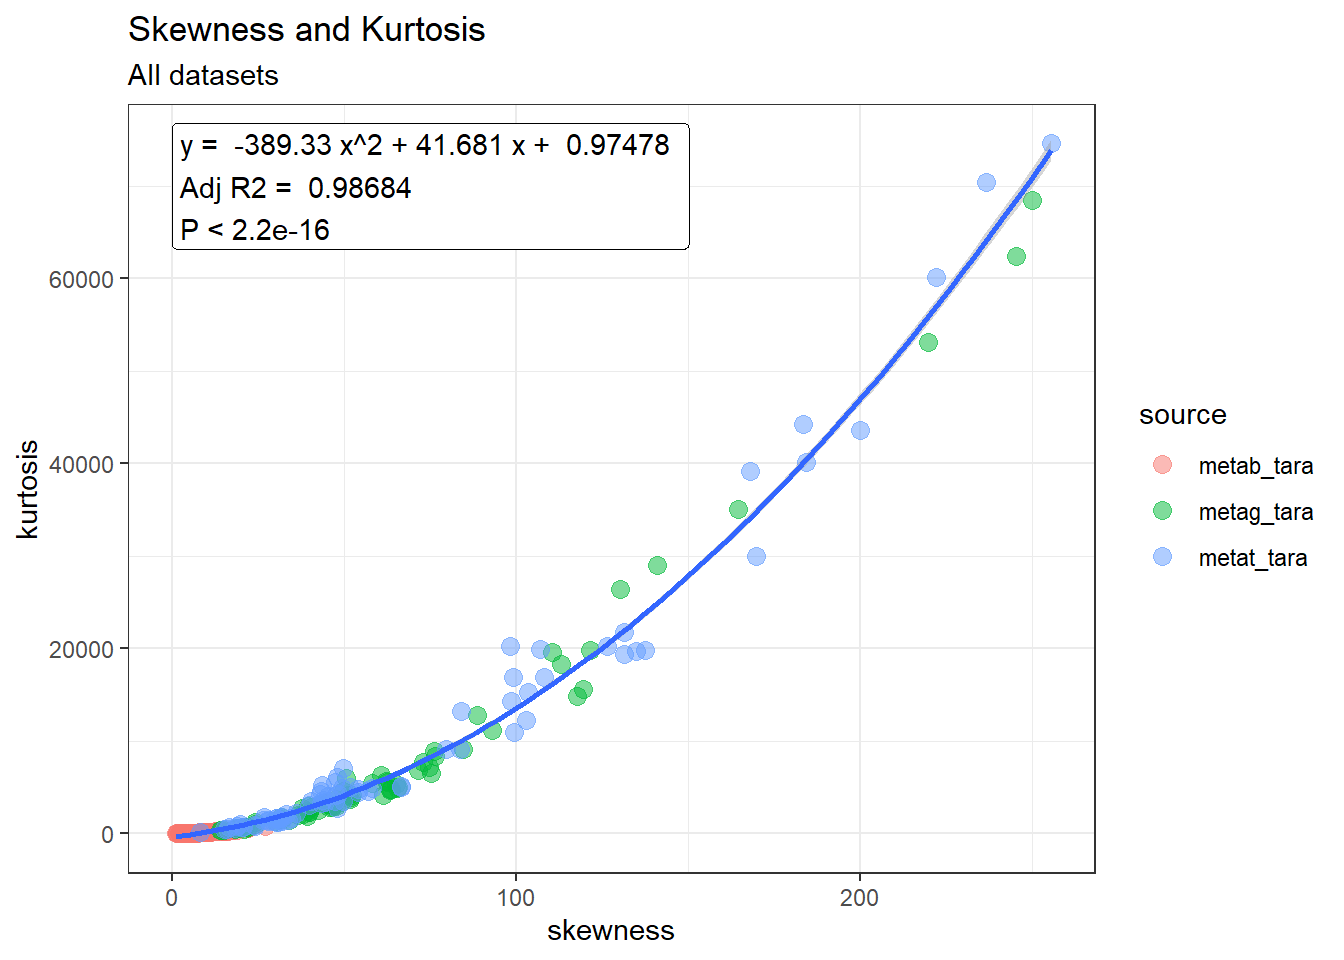 Skewness and Kurtosis
All datasets
y =  -389.33 x^2 + 41.681 x +  0.97478
Adj R2 =  0.98684
P < 2.2e-16
60000
40000
20000
0
kurtosis
0
100
200
skewness
source
metab_tara
metag_tara
metat_tara